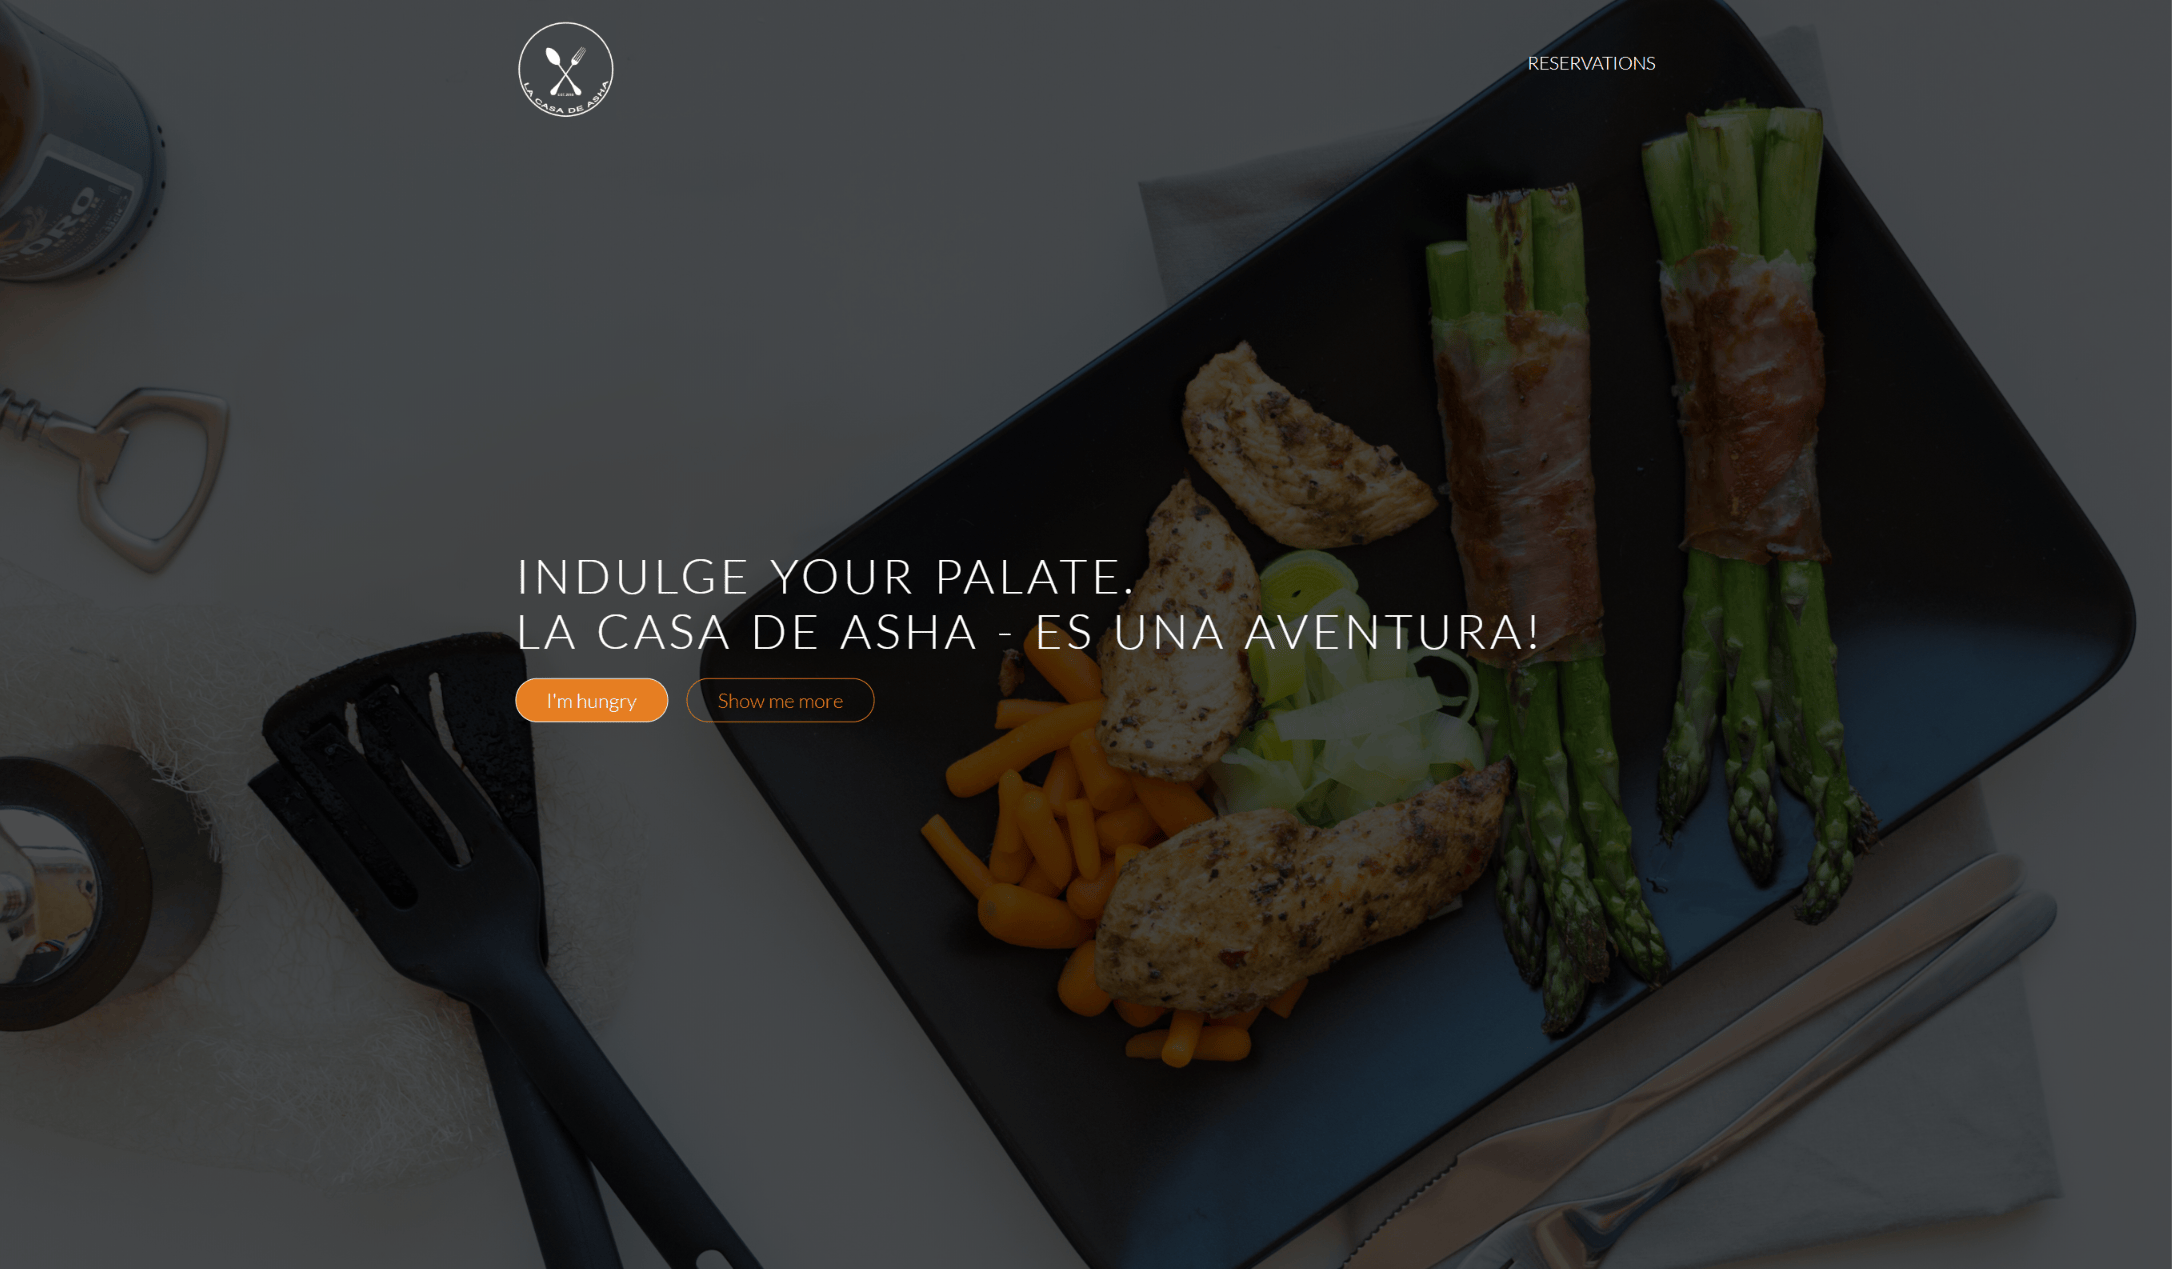 LA CASA DE ASHA
RESERVATIONS
ORO
INDULGE YOUR PALATE.
LA CASA DE ASHA - ES UNA AVENTURA!
I'm hungry
Show me more